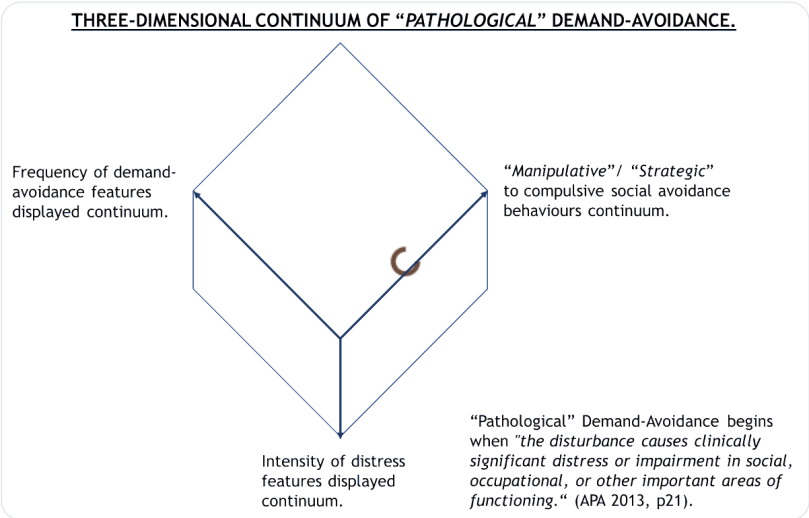 THREE-DIMENSIONAL CONTINUUM OF “PATHOLOGICAL” DEMAND-AVOIDANCE.
Frequency of demand-
avoidance features
displayed continuum.
“Manipulative”/ “Strategic”
to compulsive social avoidance
behaviours continuum.
Intensity of distress
features displayed
continuum.
“Pathological” Demand-Avoidance begins
when "the disturbance causes clinically
significant distress or impairment in social,
occupational, or other important areas of
functioning.“ (APA 2013, p21).